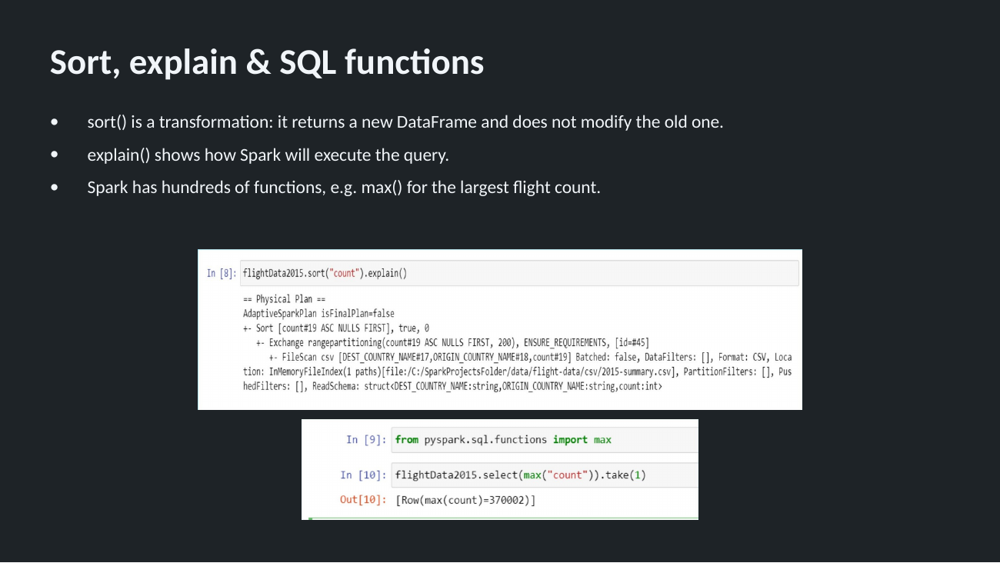 Sort, explain & SQL functions
• sort() is a transformation: it returns a new DataFrame and does not modify the old one.
• explain() shows how Spark will execute the query.
• Spark has hundreds of functions, e.g. max() for the largest flight count.
In [8]: flightData2015.sort("count").explain()
== Physical Plan ==
AdaptiveSparkPlan isFinalPlan=false
+- Sort [count#19 ASC NULLS FIRST], true, 0
   +- Exchange rangepartitioning(count#19 ASC NULLS FIRST, 200), ENSURE_REQUIREMENTS, [id=#45]
      +- FileScan csv [DEST_COUNTRY_NAME#17,ORIGIN_COUNTRY_NAME#18,count#19] Batched: false, DataFilters: [], Format: CSV, Loca
tion: InMemoryFileIndex(1 paths)[file:/C:/SparkProjectsFolder/data/flight-data/csv/2015-summary.csv], PartitionFilters: [], Pus
hedFilters: [], ReadSchema: struct<DEST_COUNTRY_NAME:string,ORIGIN_COUNTRY_NAME:string,count:int>
In [9]: from pyspark.sql.functions import max
In [10]: flightData2015.select(max("count")).take(1)
Out[10]: [Row(max(count)=370002)]